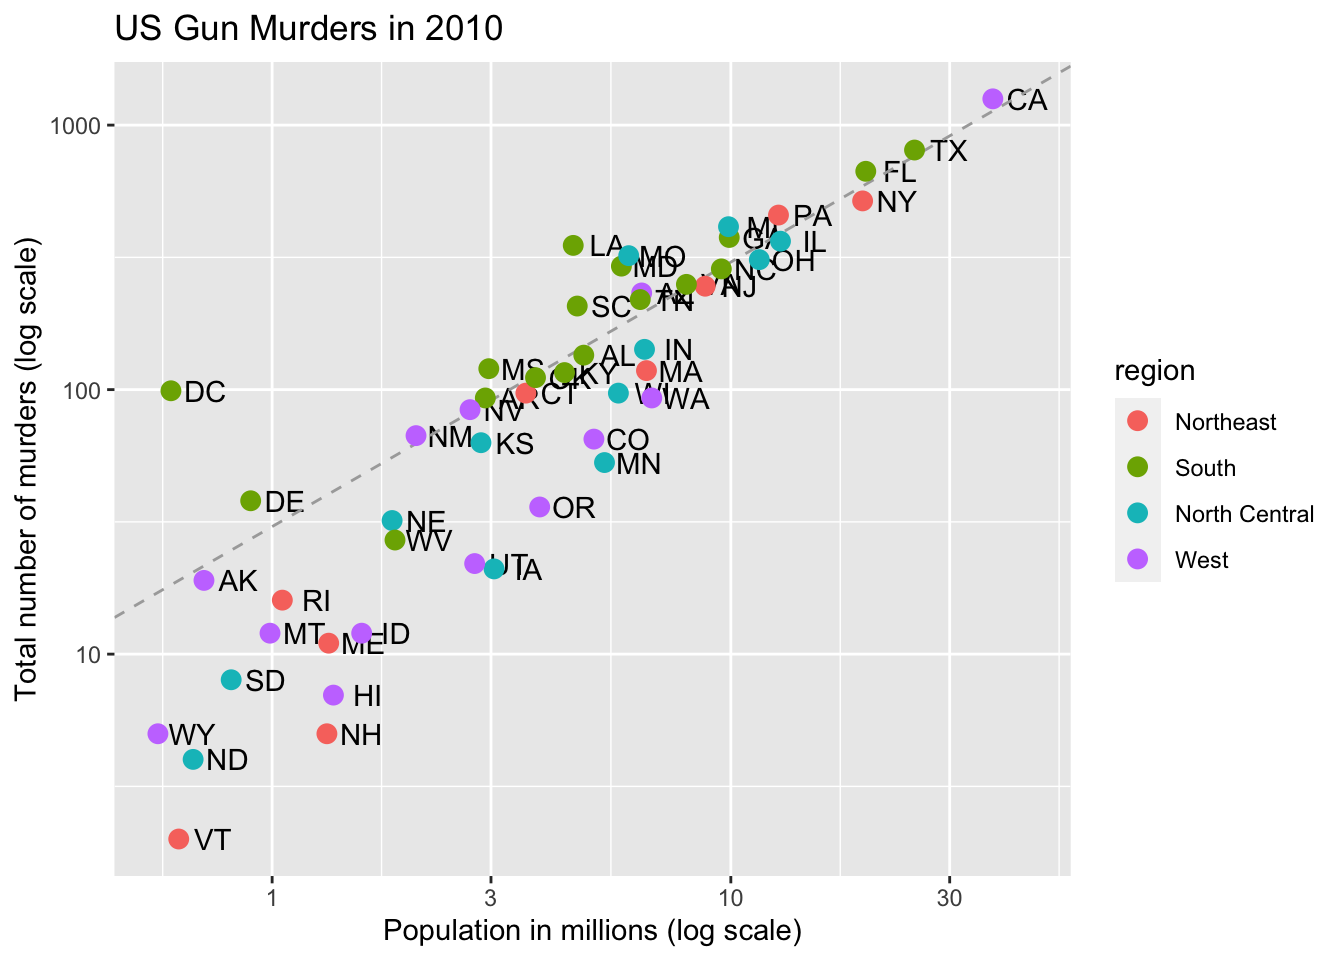 US Gun Murders in 2010
Total number of murders (log scale)
1000
100
10
CA
TX
FL
NY
PA
MI
GA
IL
OH
LA
MO
MD
NC
VA
NJ
AZ
TN
SC
IN
AL
MA
MS
KY
OK
CT
AR
WI
WA
DC
NV
NM
KS
CO
MN
DE
OR
NE
WV
UT
IA
AK
RI
MT
ID
ME
SD
HI
WY
NH
ND
VT
1
3
10
30
Population in millions (log scale)
region
Northeast
South
North Central
West